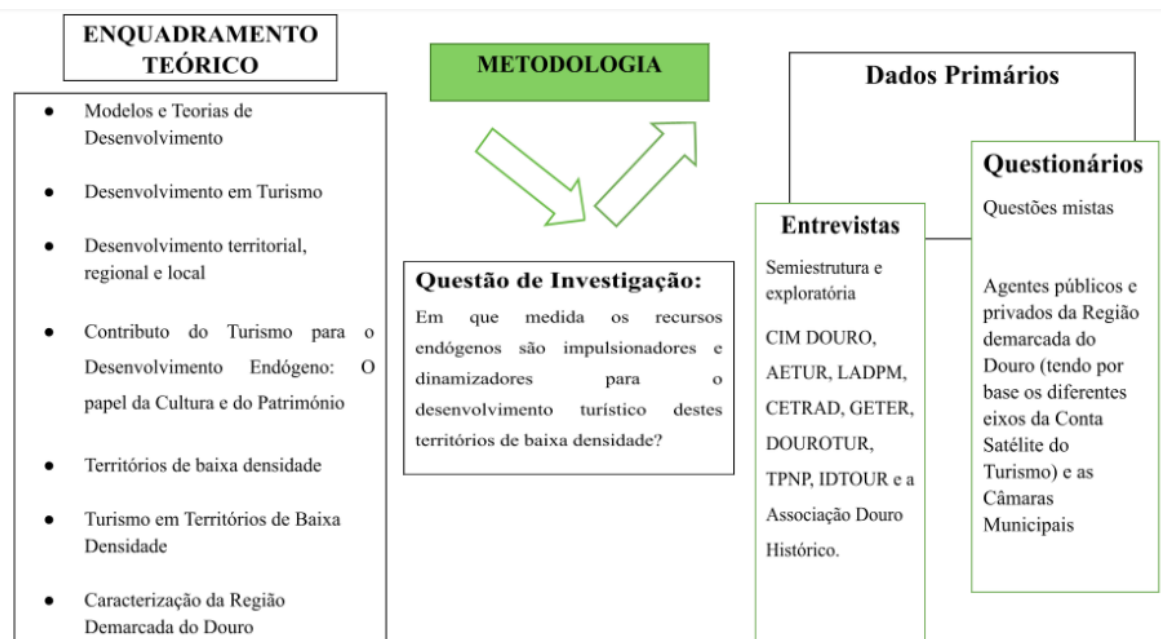 ENQUADRAMENTO
TEÓRICO
● Modelos e Teorias de
Desenvolvimento
● Desenvolvimento em Turismo
● Desenvolvimento territorial,
regional e local
● Contributo do Turismo para o
Desenvolvimento Endógeno: O
papel da Cultura e do Património
● Territórios de baixa densidade
● Turismo em Territórios de Baixa
Densidade
● Caracterização da Região
Demarcada do Douro
METODOLOGIA
Questão de Investigação:
Em que medida os recursos
endógenos são impulsionadores e
dinamizadores para o
desenvolvimento turístico destes
territórios de baixa densidade?
Dados Primários
Entrevistas
Semiestrutura e
exploratória
CIM DOURO,
AETUR, LADPM,
CETRAD, GETER,
DOUROTUR,
TPNP, IDTOUR e a
Associação Douro
Histórico.
Questionários
Questões mistas
Agentes públicos e
privados da Região
demarcada do
Douro (tendo por
base os diferentes
eixos da Conta
Satélite do
Turismo) e as
Câmaras
Municipais